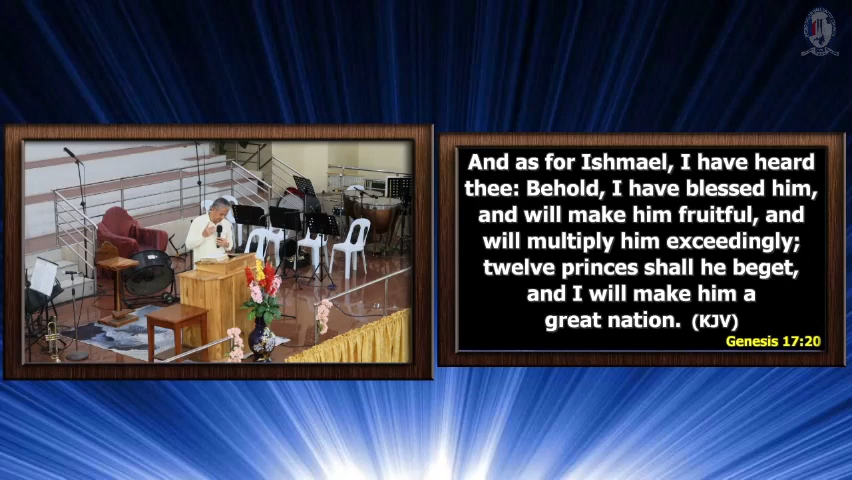 And as for Ishmael, I have heard
thee: Behold, I have blessed him,
and will make him fruitful, and
will multiply him exceedingly;
twelve princes shall he beget,
and I will make him a
great nation. (KJV)
Genesis 17:20